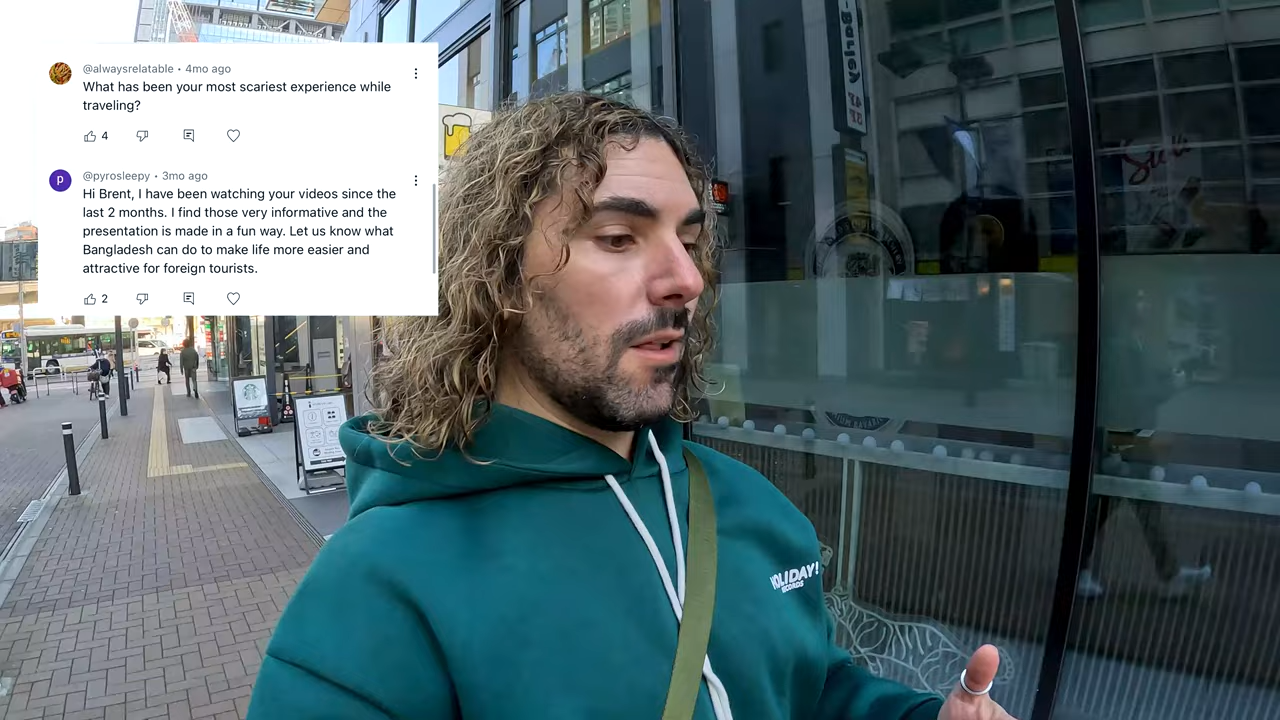 @alwaysrelatable • 4mo ago
What has been your most scariest experience while
traveling?
4
P
@pyrosleepy • 3mo ago
Hi Brent, I have been watching your videos since the
last 2 months. I find those very informative and the
presentation is made in a fun way. Let us know what
Bangladesh can do to make life more easier and
attractive for foreign tourists.
2
HOLIDAY!
RECORDS